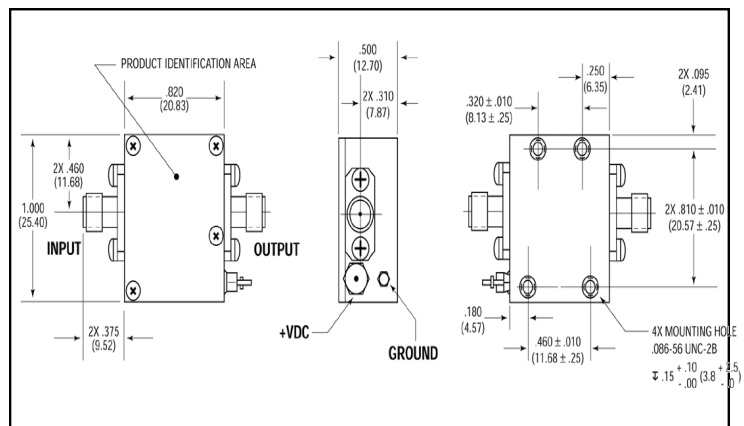 PRODUCT IDENTIFICATION AREA
.820
(20.83)
2X .460
(11.68)
1.000
(25.40)
INPUT
OUTPUT
2X .375
(9.52)
.500
(12.70)
2X .310
(7.87)
+VDC
GROUND
.250
(6.35)
2X .095
(2.41)
.320 ± .010
(8.13 ± .25)
2X .810 ± .010
(20.57 ± .25)
.180
(4.57)
.460 ± .010
(11.68 ± .25)
4X MOUNTING HOLE
.086-56 UNC-2B
↧ .15 + .10 - .00 (3.8 + 2.5 - .0 )